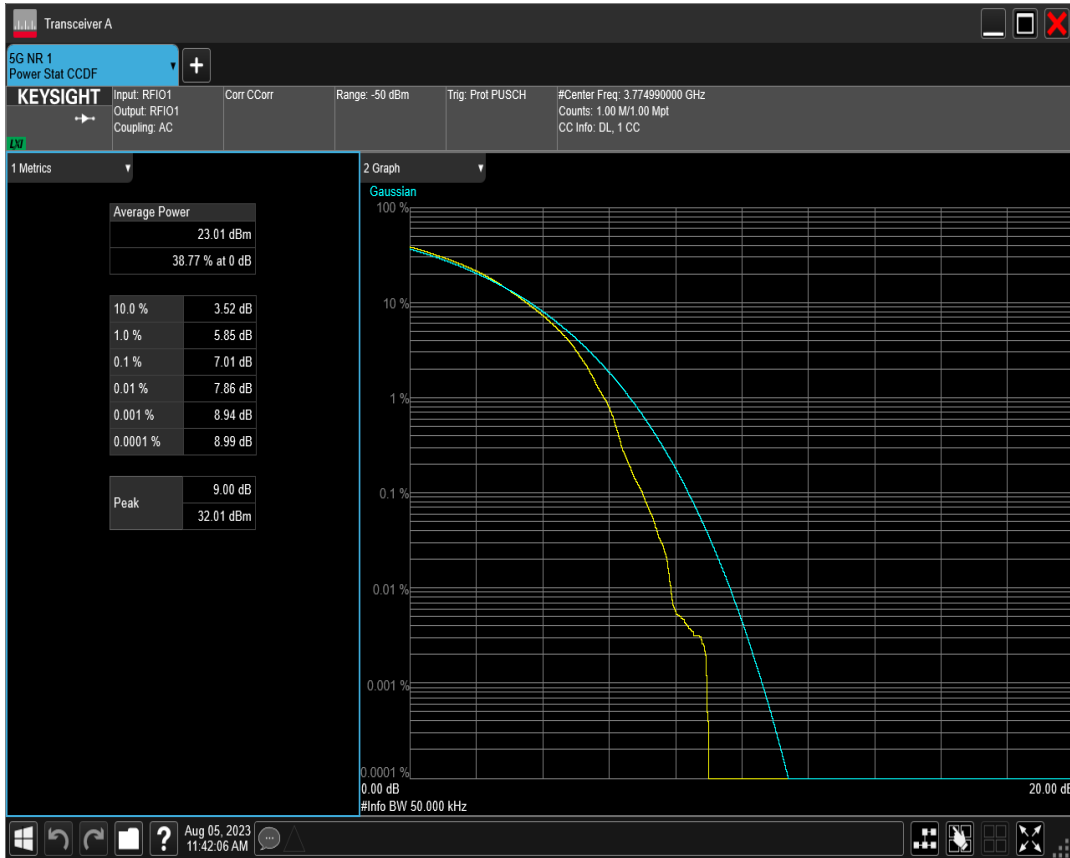 Transceiver A
5G NR 1
Power Stat CCDF
+
KEYSIGHT
LXI
Input: RFIO1
Output: RFIO1
Coupling: AC
Corr CCorr
Range: -50 dBm
Trig: Prot PUSCH
#Center Freq: 3.774990000 GHz
Counts: 1.00 M/1.00 Mpt
CC Info: DL, 1 CC
1 Metrics
Average Power
23.01 dBm
38.77 % at 0 dB
10.0 % 3.52 dB
1.0 % 5.85 dB
0.1 % 7.01 dB
0.01 % 7.86 dB
0.001 % 8.94 dB
0.0001 % 8.99 dB
Peak
9.00 dB
32.01 dBm
2 Graph
Gaussian
100 %
10 %
1 %
0.1 %
0.01 %
0.001 %
0.0001 %
0.00 dB 20.00 dB
#Info BW 50.000 kHz
?
Aug 05, 2023
11:42:06 AM